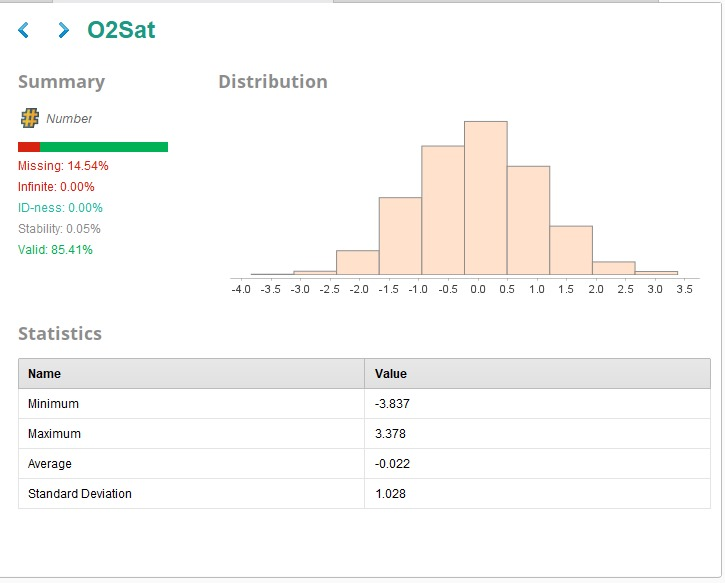 O2Sat
Summary
Distribution
# Number
Missing: 14.54%
Infinite: 0.00%
ID-ness: 0.00%
Stability: 0.05%
Valid: 85.41%
-4.0 -3.5 -3.0 -2.5 -2.0 -1.5 -1.0 -0.5 0.0 0.5 1.0 1.5 2.0 2.5 3.0 3.5
Statistics
Name Value
Minimum -3.837
Maximum 3.378
Average -0.022
Standard Deviation 1.028